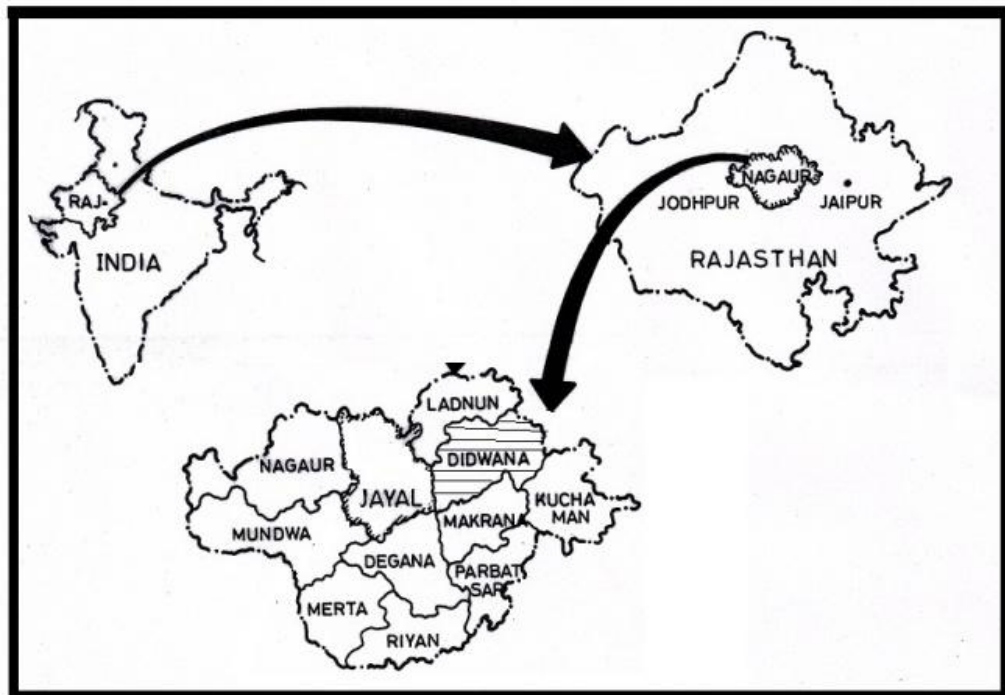 RAJ.
INDIA
NAGAUR
JODHPUR
JAIPUR
RAJASTHAN
LADNUN
DIDWANA
NAGAUR
JAYAL
KUCHA
MAN
MAKRANA
MUNDWA
DEGANA
PARBAT
SAR
MERTA
RIYAN